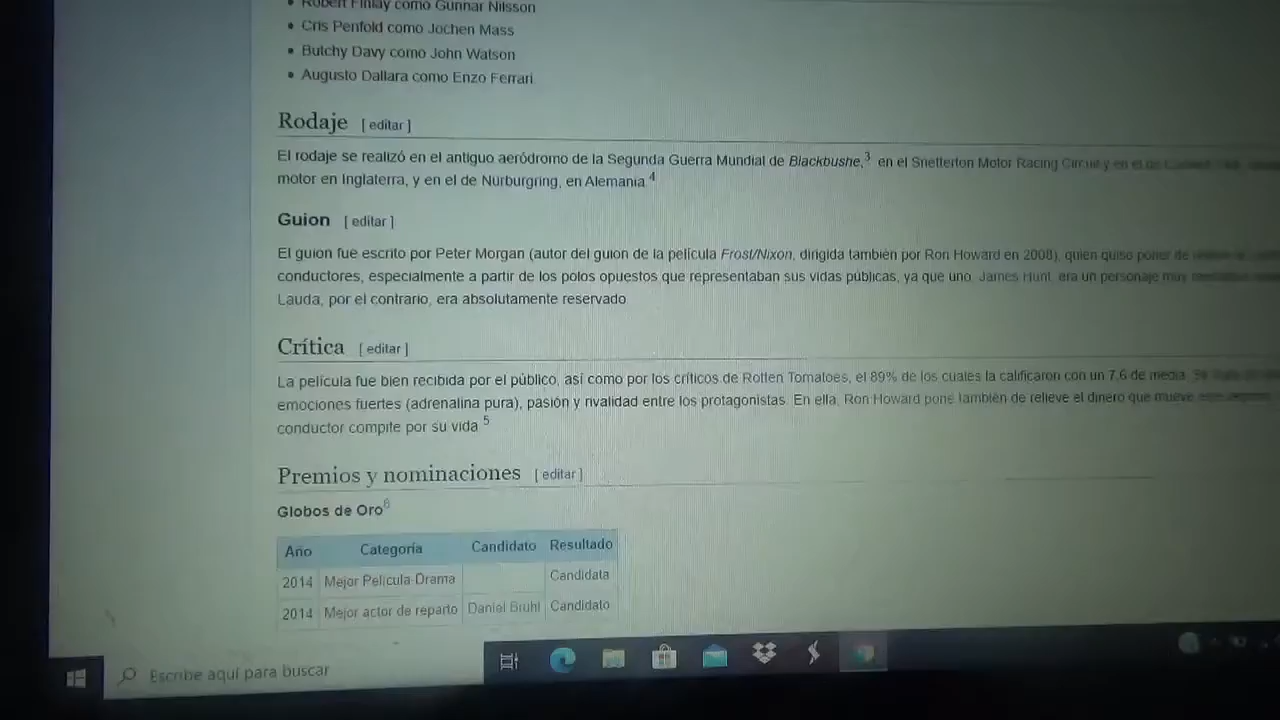 Robert Finlay como Gunnar Nilsson
Cris Penfold como Jochen Mass
Butchy Davy como John Watson
Augusto Dallara como Enzo Ferrari
Rodaje [ editar ]
El rodaje se realizó en el antiguo aeródromo de la Segunda Guerra Mundial de Blackbushe,3 en el Snetterton Motor Racing Circuit y en el de
motor en Inglaterra, y en el de Nürburgring, en Alemania.4
Guion [ editar ]
El guion fue escrito por Peter Morgan (autor del guion de la película Frost/Nixon, dirigida también por Ron Howard en 2008), quien quiso poner de
conductores, especialmente a partir de los polos opuestos que representaban sus vidas públicas, ya que uno, James Hunt, era un personaje muy
Lauda, por el contrario, era absolutamente reservado.
Crítica [ editar ]
La película fue bien recibida por el público, así como por los críticos de Rotten Tomatoes, el 89% de los cuales la calificaron con un 7,6 de media.
emociones fuertes (adrenalina pura), pasión y rivalidad entre los protagonistas. En ella, Ron Howard pone también de relieve el dinero que mueve
conductor compite por su vida.5
Premios y nominaciones [ editar ]
Globos de Oro6
Año Categoría Candidato Resultado
2014 Mejor Película Drama Candidata
2014 Mejor actor de reparto Daniel Brühl Candidato
Escribe aquí para buscar